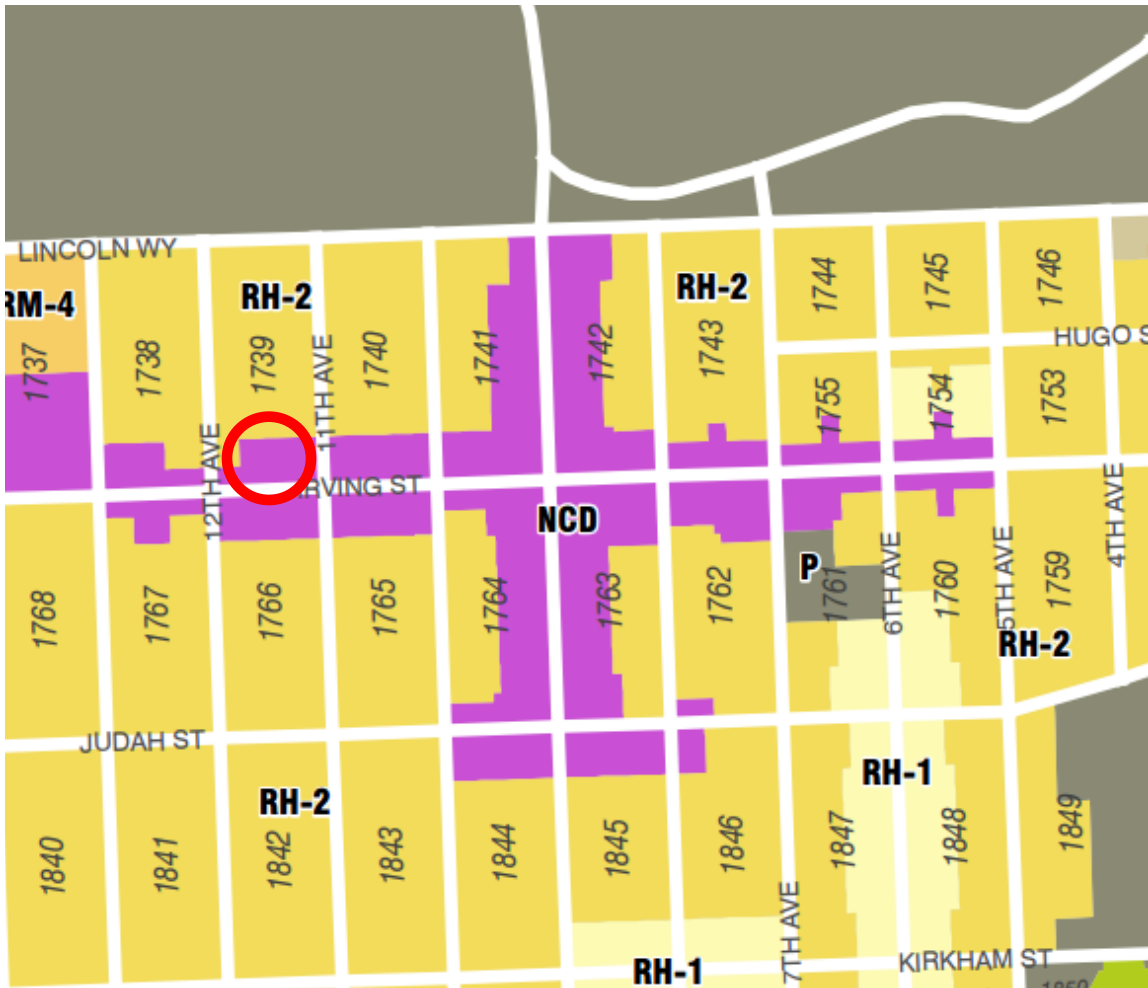 LINCOLN WY
RM-4
1737
1738
RH-2
1739
11TH AVE
1740
1741
1742
RH-2
1743
1744
1745
1746
HUGO S
1755
1754
1753
12TH AVE
IRVING ST
NCD
P
4TH AVE
1768
1767
1766
1765
1764
1763
1762
1761
6TH AVE
1760
5TH AVE
1759
RH-2
JUDAH ST
RH-2
RH-1
1840
1841
1842
1843
1844
1845
1846
1847
1848
1849
7TH AVE
RH-1
KIRKHAM ST